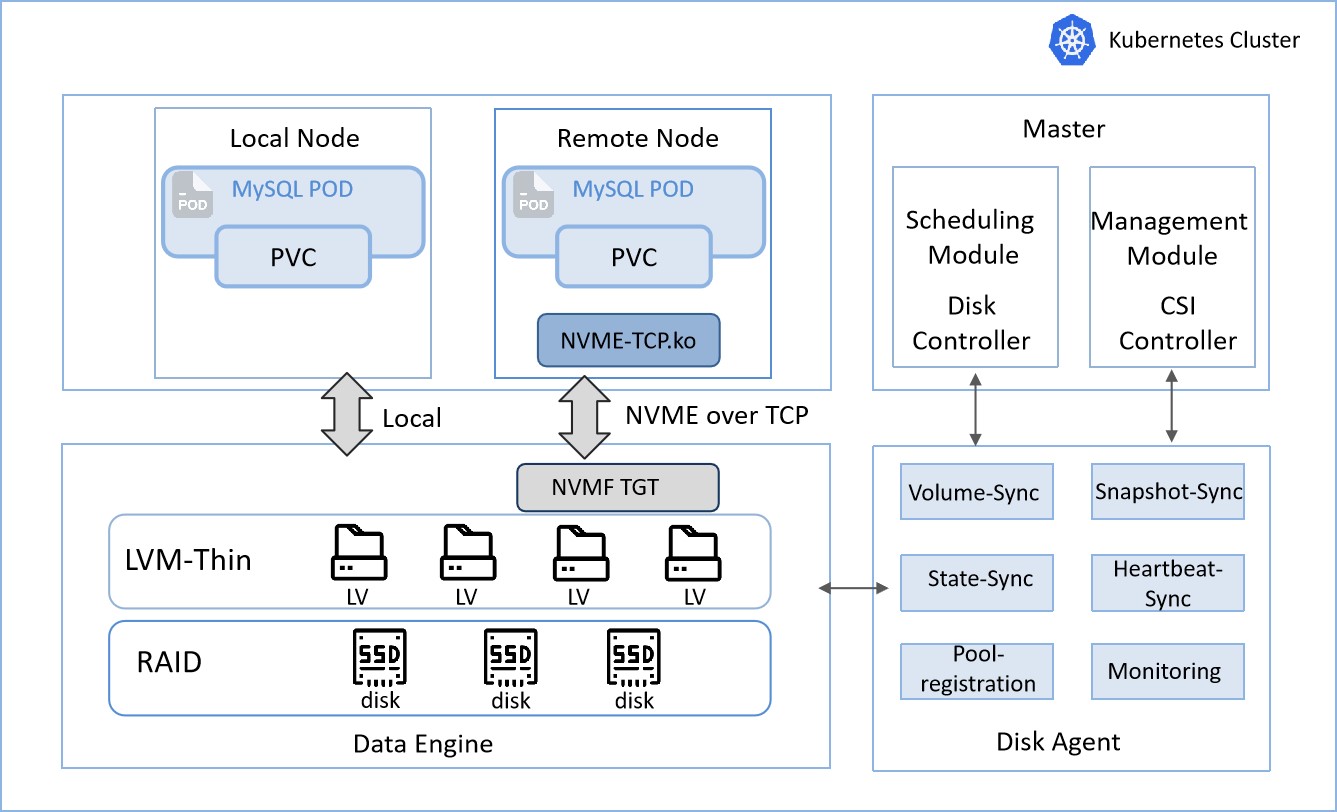 Kubernetes Cluster
Local Node
MySQL POD
POD
PVC
Remote Node
MySQL POD
POD
PVC
NVME-TCP.ko
Master
Scheduling
Module
Disk
Controller
Management
Module
CSI
Controller
Local
NVME over TCP
NVMF TGT
LVM-Thin
LV
LV
LV
LV
RAID
SSD
SSD
SSD
disk
disk
disk
Data Engine
Volume-Sync
Snapshot-Sync
State-Sync
Heartbeat-
Sync
Pool-
registration
Monitoring
Disk Agent